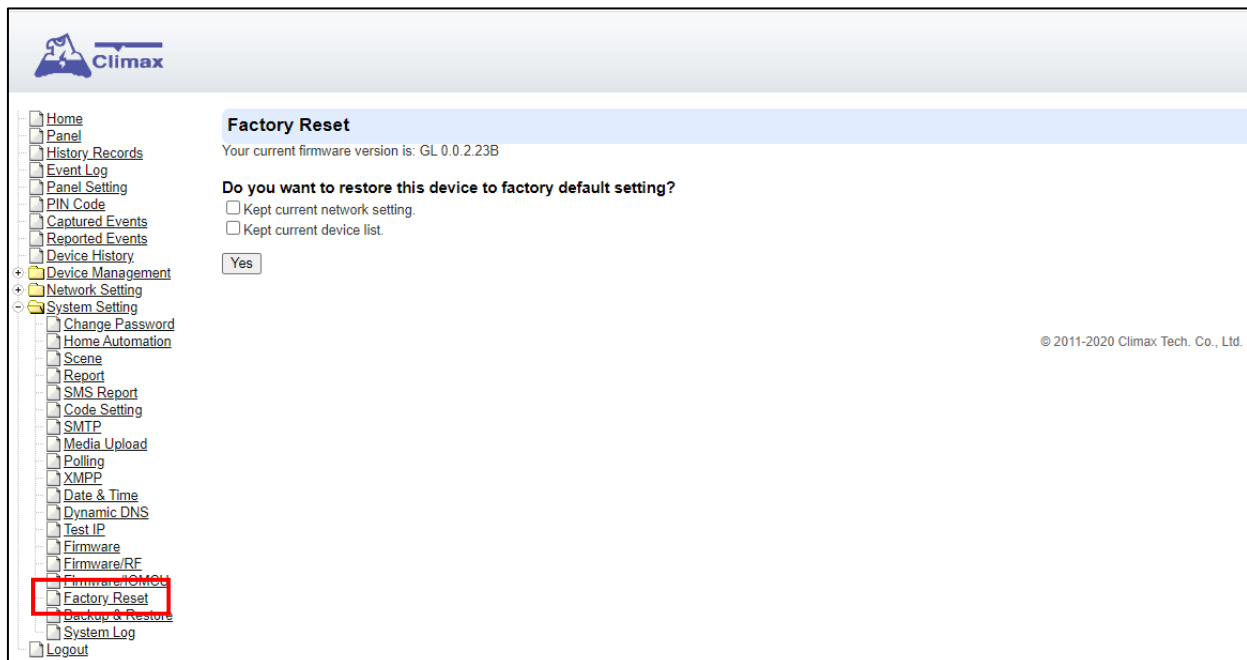 Climax
Home
Panel
History Records
Event Log
Panel Setting
PIN Code
Captured Events
Reported Events
Device History
Device Management
Network Setting
System Setting
Change Password
Home Automation
Scene
Report
SMS Report
Code Setting
SMTP
Media Upload
Polling
XMPP
Date & Time
Dynamic DNS
Test IP
Firmware
Firmware/RF
Firmware/IOMCU
Factory Reset
Backup & Restore
System Log
Logout
Factory Reset
Your current firmware version is: GL 0.0.2.23B
Do you want to restore this device to factory default setting?
Kept current network setting.
Kept current device list.
Yes
© 2011-2020 Climax Tech. Co., Ltd.